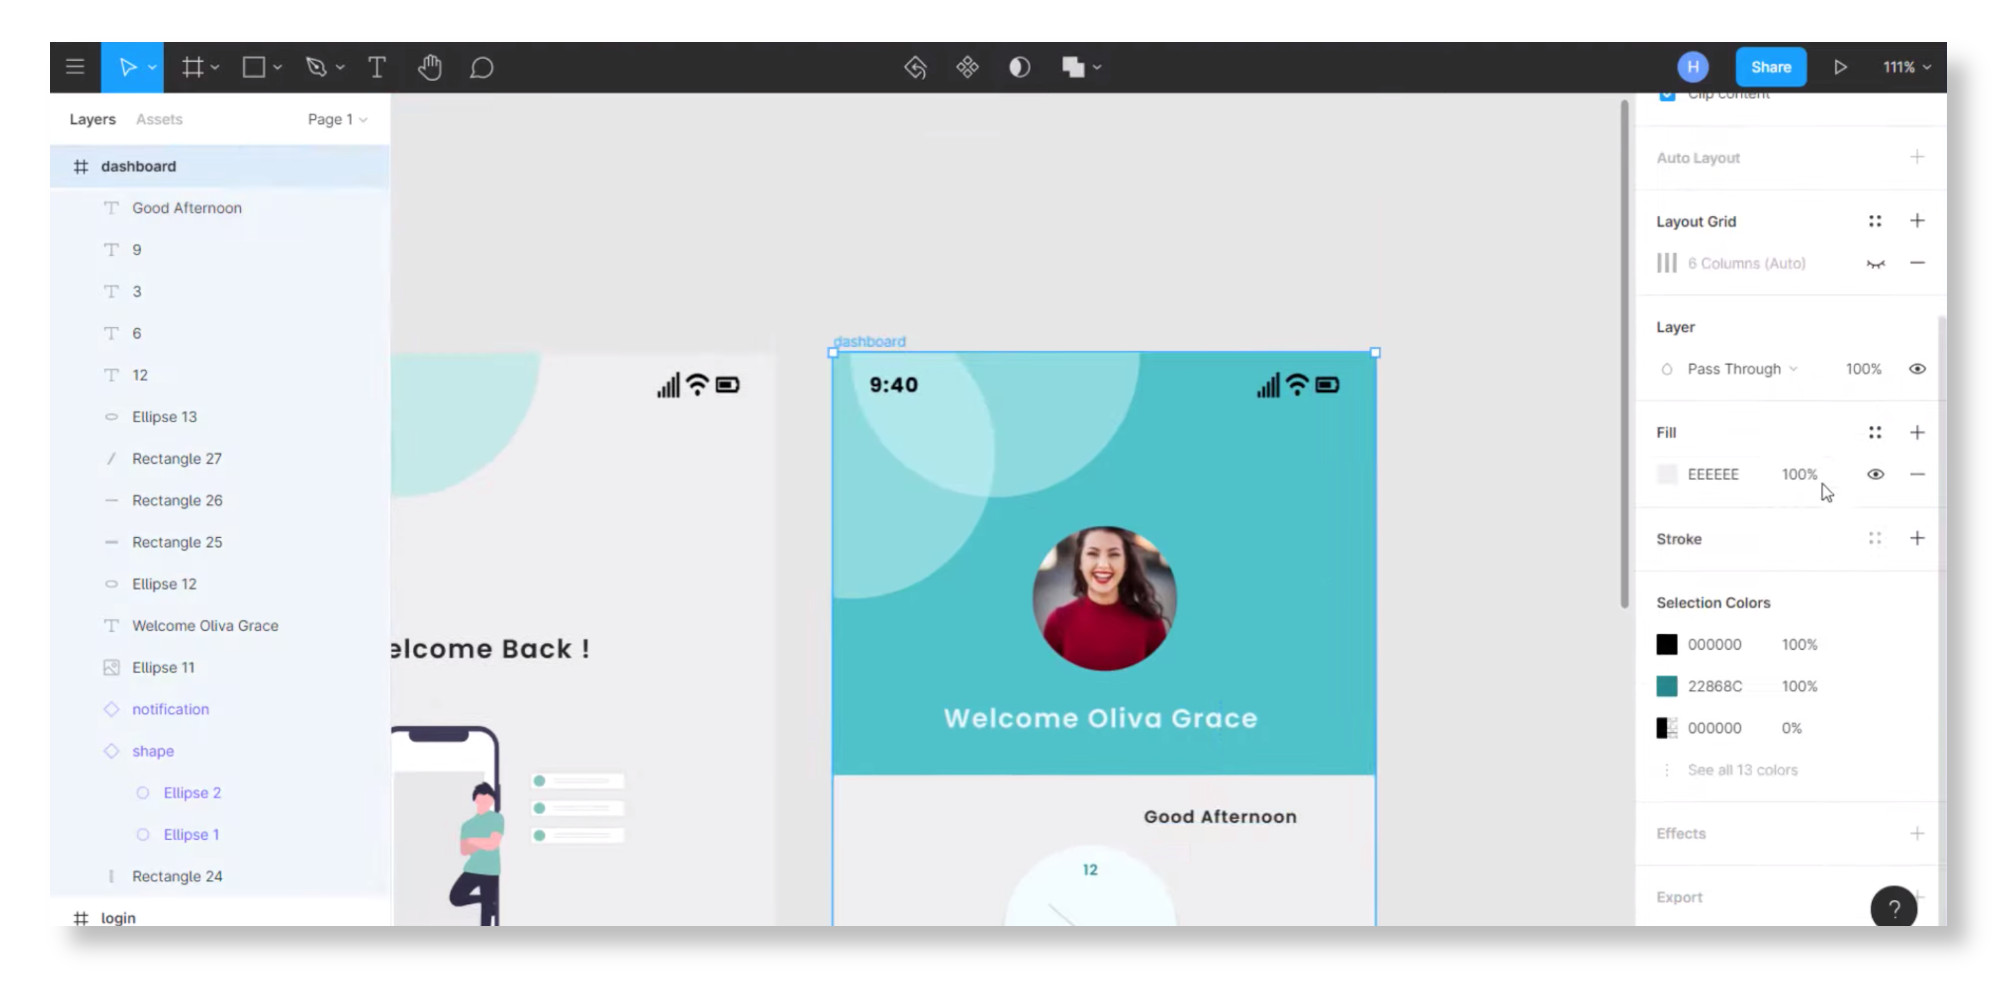 H
Share
111%
Layers
Assets
Page 1
dashboard
Good Afternoon
9
3
6
12
Ellipse 13
Rectangle 27
Rectangle 26
Rectangle 25
Ellipse 12
Welcome Oliva Grace
Ellipse 11
notification
shape
Ellipse 2
Ellipse 1
Rectangle 24
login
elcome Back !
dashboard
9:40
Welcome Oliva Grace
Good Afternoon
12
Clip content
Auto Layout
Layout Grid
6 Columns (Auto)
Layer
Pass Through
100%
Fill
EEEEEE 100%
Stroke
Selection Colors
000000 100%
22868C 100%
000000 0%
See all 13 colors
Effects
Export
?